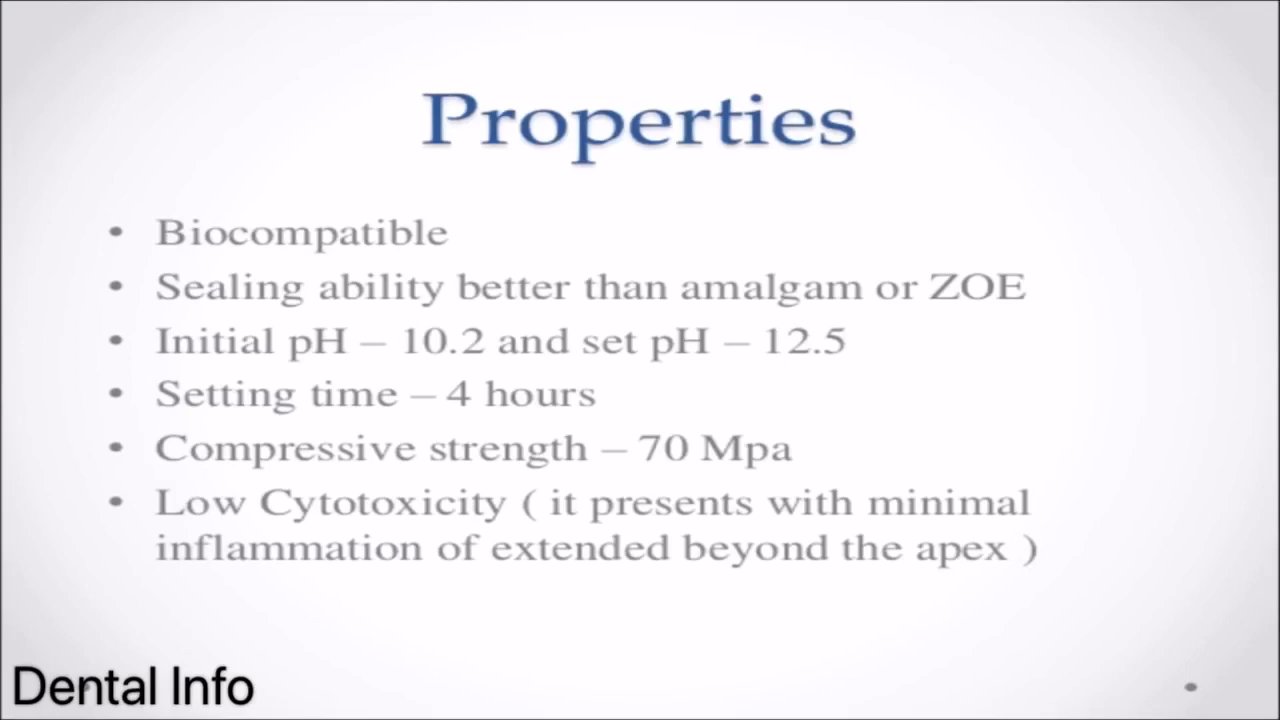 Properties
• Biocompatible
• Sealing ability better than amalgam or ZOE
• Initial pH – 10.2 and set pH – 12.5
• Setting time – 4 hours
• Compressive strength – 70 Mpa
• Low Cytotoxicity ( it presents with minimal
inflammation of extended beyond the apex )
Dental Info